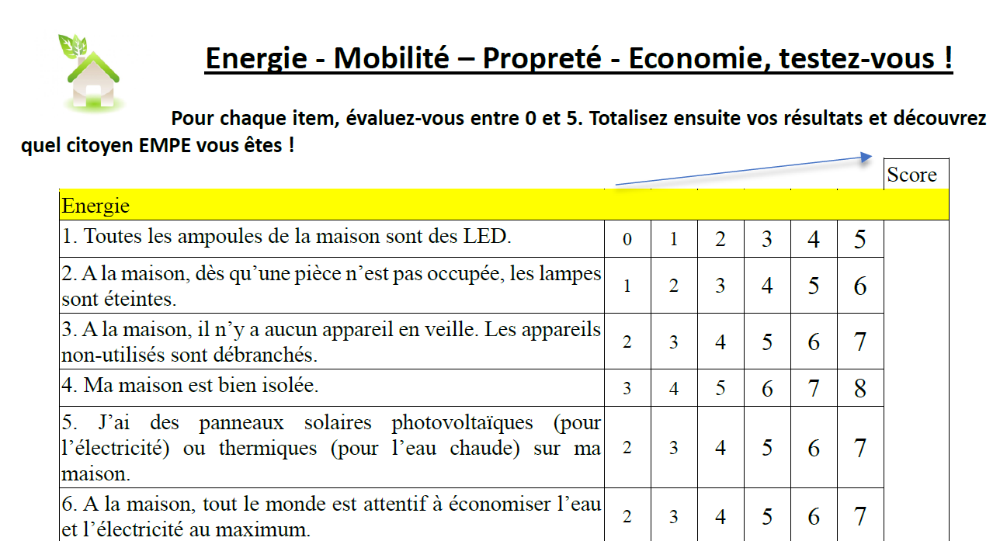 Energie - Mobilité – Propreté - Economie, testez-vous !
Pour chaque item, évaluez-vous entre 0 et 5. Totalisez ensuite vos résultats et découvrez
quel citoyen EMPE vous êtes !
Score
Energie
1. Toutes les ampoules de la maison sont des LED. 0 1 2 3 4 5
2. A la maison, dès qu’une pièce n’est pas occupée, les lampes
sont éteintes. 1 2 3 4 5 6
3. A la maison, il n’y a aucun appareil en veille. Les appareils
non-utilisés sont débranchés. 2 3 4 5 6 7
4. Ma maison est bien isolée. 3 4 5 6 7 8
5. J’ai des panneaux solaires photovoltaïques (pour
l’électricité) ou thermiques (pour l’eau chaude) sur ma 2 3 4 5 6 7
maison.
6. A la maison, tout le monde est attentif à économiser l’eau
et l’électricité au maximum. 2 3 4 5 6 7